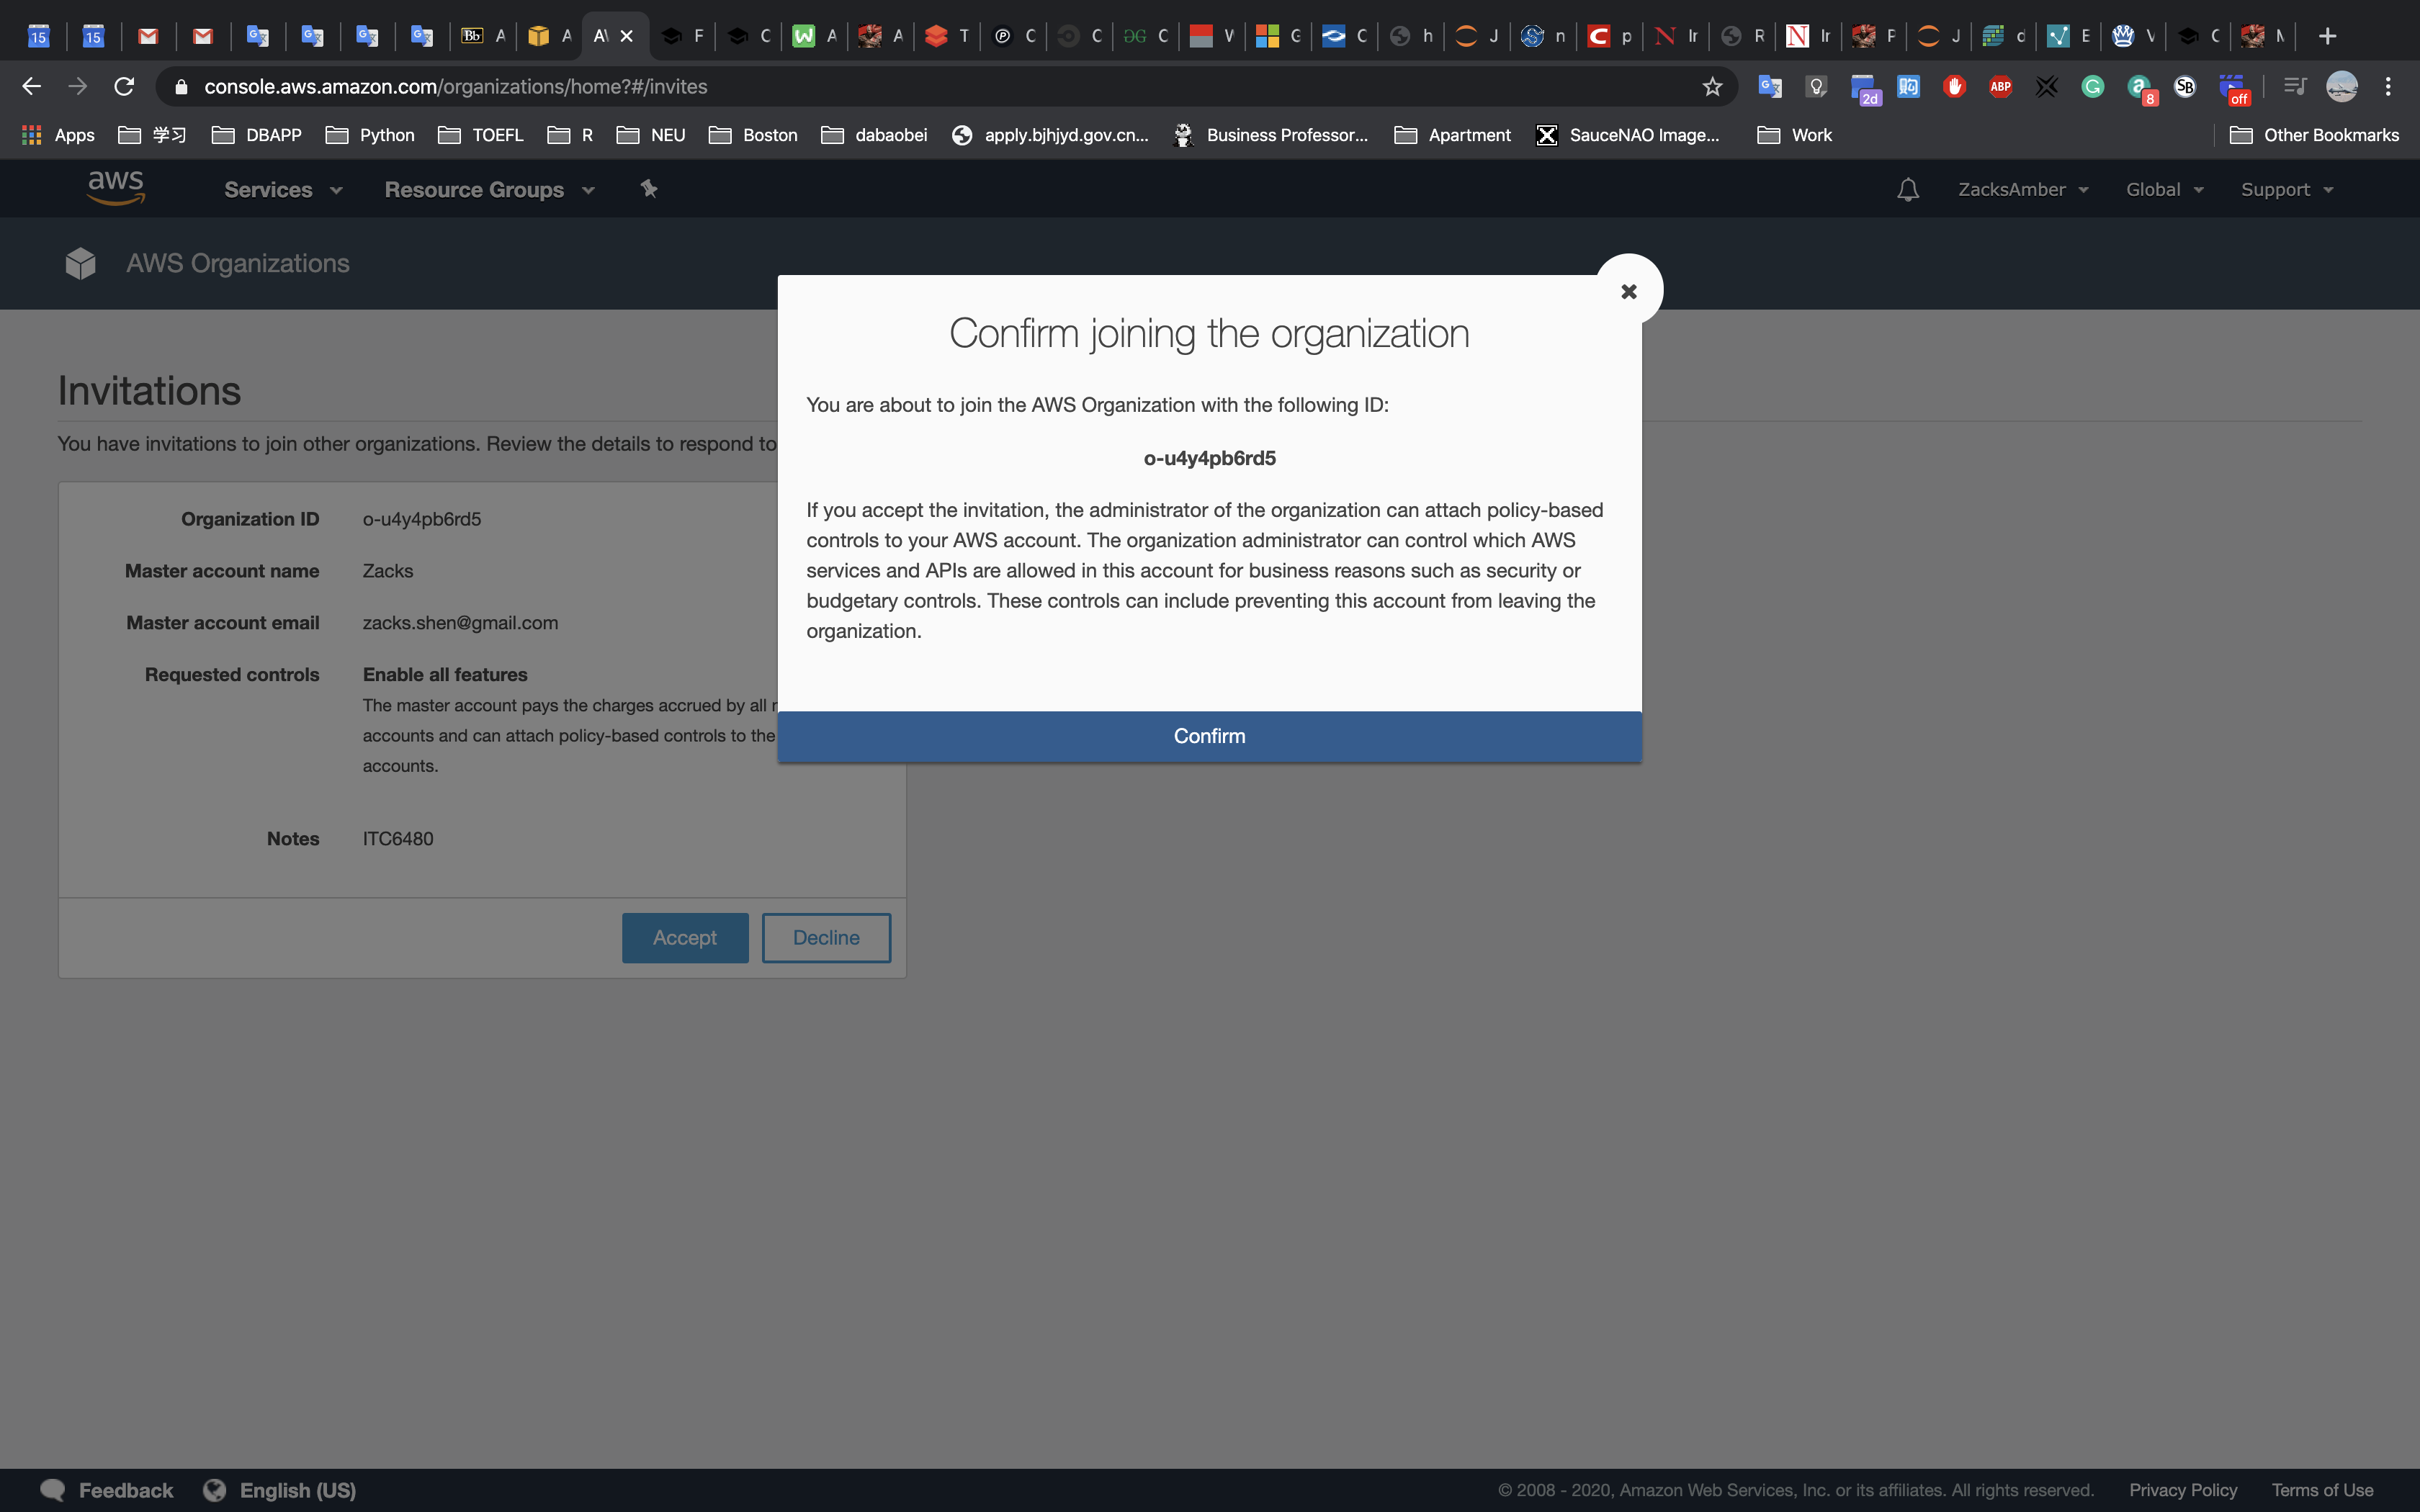 15
15
Bb A
A
AV
F
C
A
A
T
C
C
C
V
G
C
h
J
n
p
Ir
R
Ir
F
J
d
E
V
C
console.aws.amazon.com/organizations/home?#/invites
2d
ABP
8
SB
off
Apps
学习
DBAPP
Python
TOEFL
R
NEU
Boston
dabaobei
apply.bjhjyd.gov.cn...
Business Professor...
Apartment
SauceNAO Image...
Work
Other Bookmarks
aws
Services
Resource Groups
ZacksAmber
Global
Support
AWS Organizations
Confirm joining the organization
You are about to join the AWS Organization with the following ID:
o-u4y4pb6rd5
If you accept the invitation, the administrator of the organization can attach policy-based
controls to your AWS account. The organization administrator can control which AWS
services and APIs are allowed in this account for business reasons such as security or
budgetary controls. These controls can include preventing this account from leaving the
organization.
Confirm
Invitations
You have invitations to join other organizations. Review the details to respond to
Organization ID o-u4y4pb6rd5
Master account name Zacks
Master account email zacks.shen@gmail.com
Requested controls Enable all features
The master account pays the charges accrued by all
accounts and can attach policy-based controls to the
accounts.
Notes ITC6480
Accept
Decline
Feedback
English (US)
© 2008 - 2020, Amazon Web Services, Inc. or its affiliates. All rights reserved.
Privacy Policy
Terms of Use